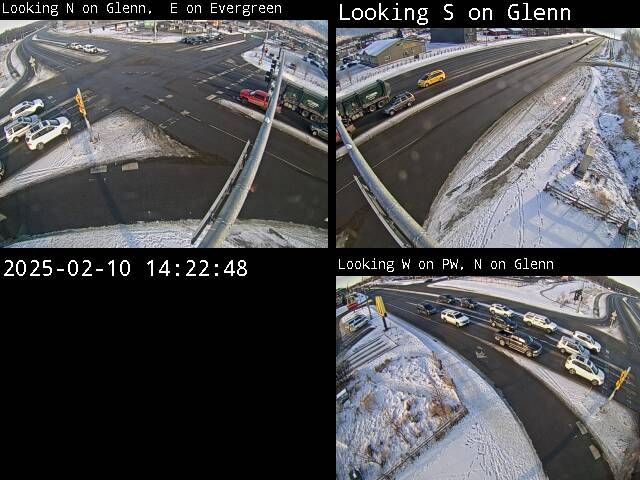 Looking N on Glenn,  E on Evergreen
Looking S on Glenn
2025-02-10 14:22:48
Looking W on PW, N on Glenn